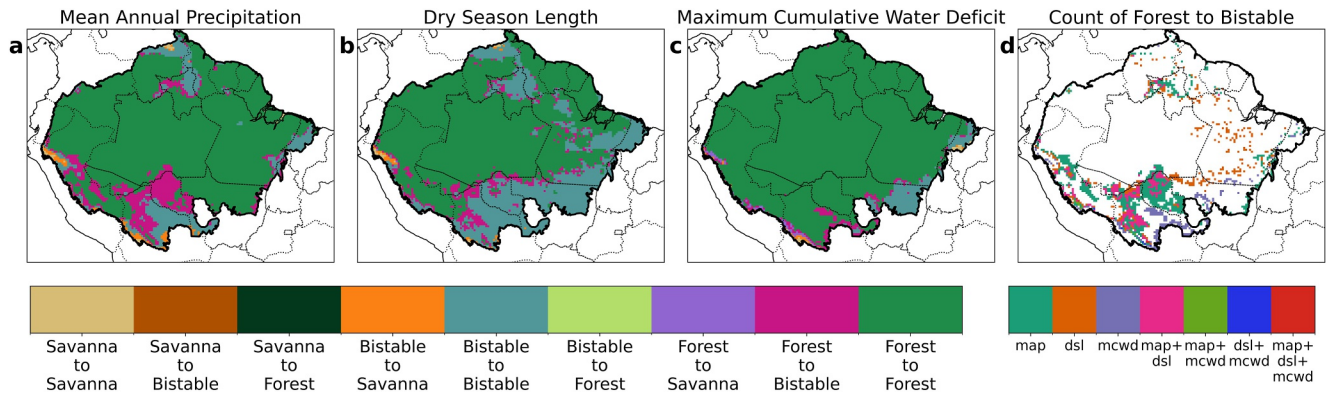 Mean Annual Precipitation
Dry Season Length
Maximum Cumulative Water Deficit
Count of Forest to Bistable
a
b
c
d
Savanna
to
Savanna
Savanna
to
Bistable
Savanna
to
Forest
Bistable
to
Savanna
Bistable
to
Bistable
Bistable
to
Forest
Forest
to
Savanna
Forest
to
Bistable
Forest
to
Forest
map
dsl
mcwd
map+
dsl
map+
mcwd
dsl+
mcwd
map+
dsl+
mcwd